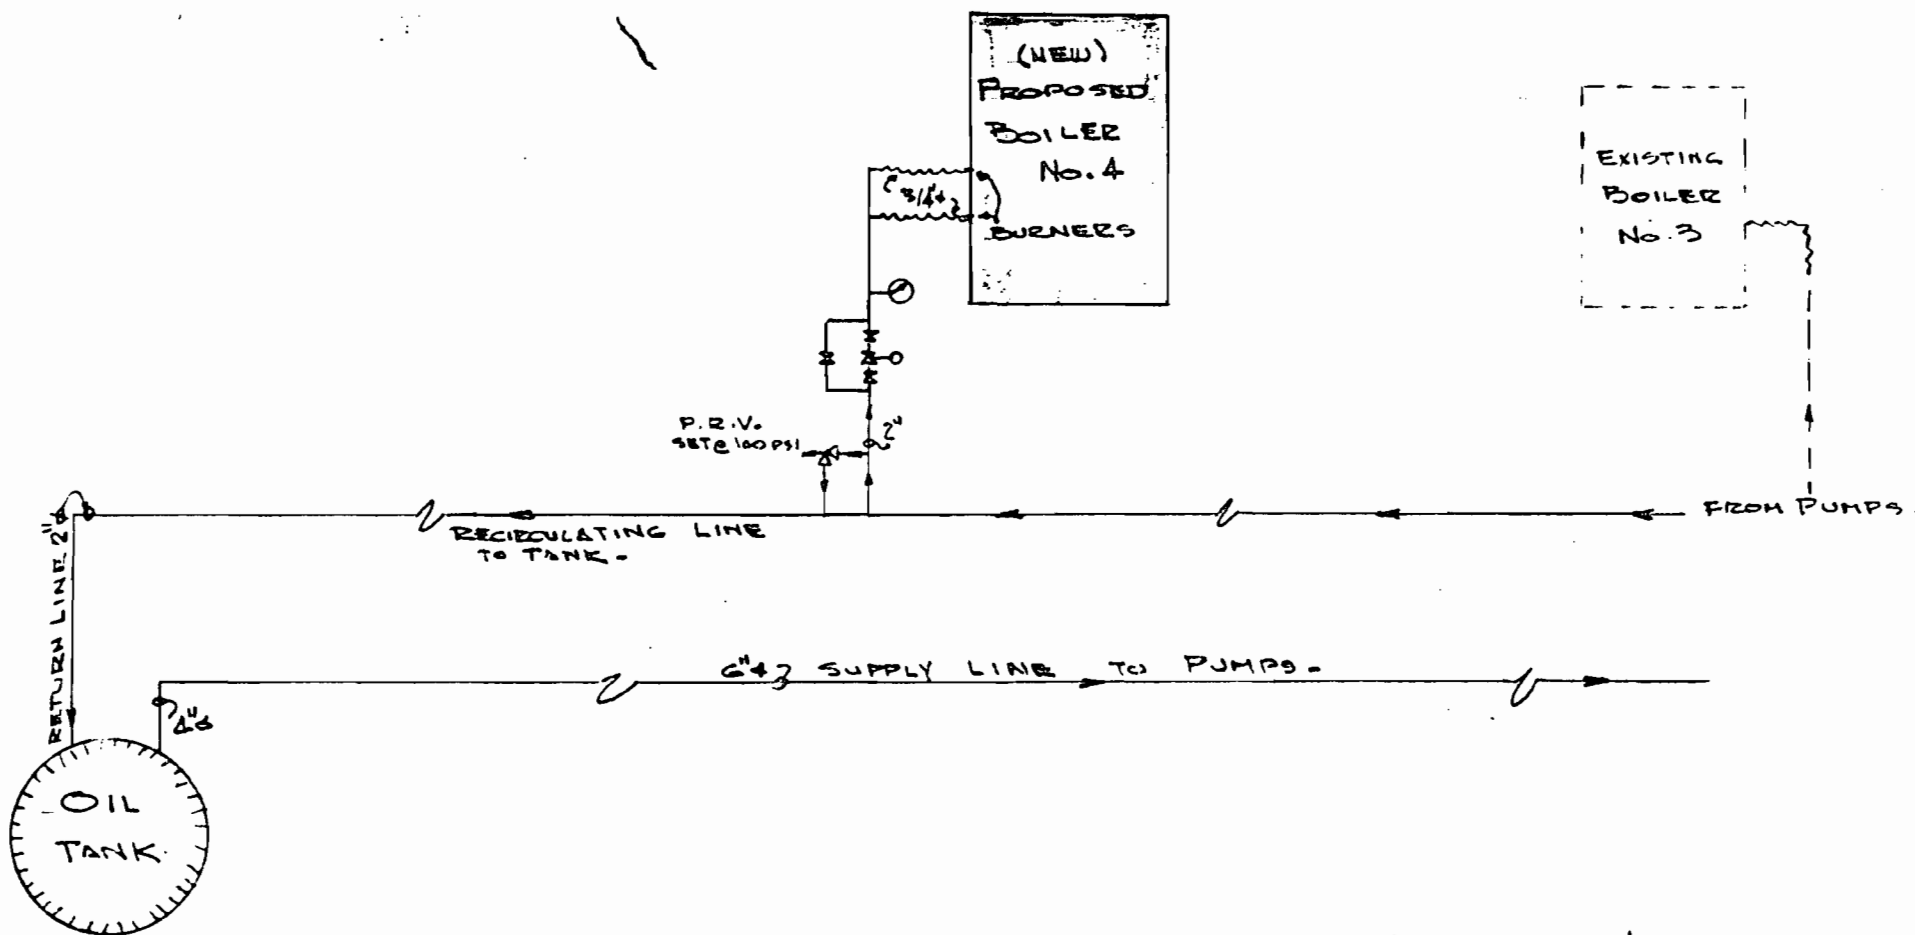 (NEW)
PROPOSED
BOILER
No. 4
3/4"φ
BURNERS
EXISTING
BOILER
No. 3
P.R.V.
SET@ 100 PSI
2"
FROM PUMPS.
RECIRCULATING LINE
TO TANK.
RETURN LINE 2"φ
6"φ SUPPLY LINE TO PUMPS.
4"φ
OIL
TANK.